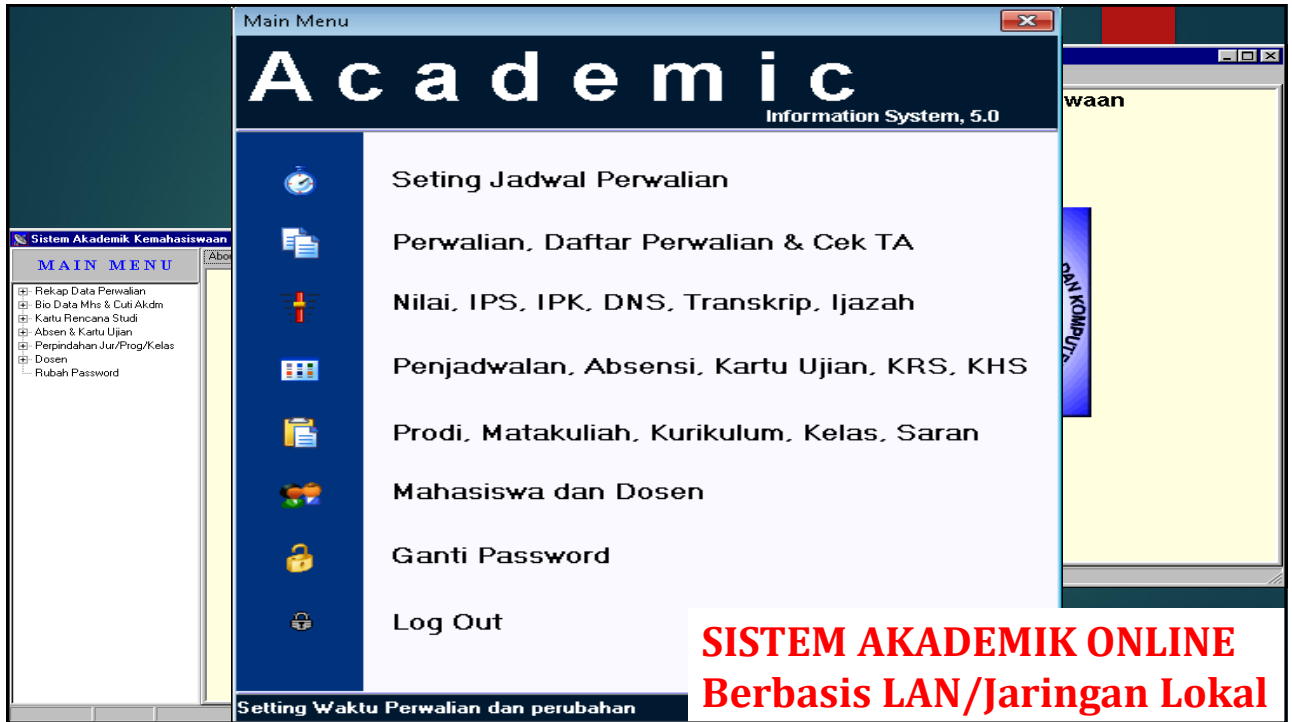 Main Menu
Academic
Information System, 5.0
Seting Jadwal Perwalian
Perwalian, Daftar Perwalian & Cek TA
Nilai, IPS, IPK, DNS, Transkrip, Ijazah
Penjadwalan, Absensi, Kartu Ujian, KRS, KHS
Prodi, Matakuliah, Kurikulum, Kelas, Saran
Mahasiswa dan Dosen
Ganti Password
Log Out
Setting Waktu Perwalian dan perubahan
Sistem Akademik Kemahasiswaan
MAIN MENU
Rekap Data Perwalian
Bio Data Mhs & Cuti Akdm
Kartu Rencana Studi
Absen & Kartu Ujian
Perpindahan Jur/Prog/Kelas
Dosen
Rubah Password
Abou
waan
DAN KOMPUTE
SISTEM AKADEMIK ONLINE
Berbasis LAN/Jaringan Lokal